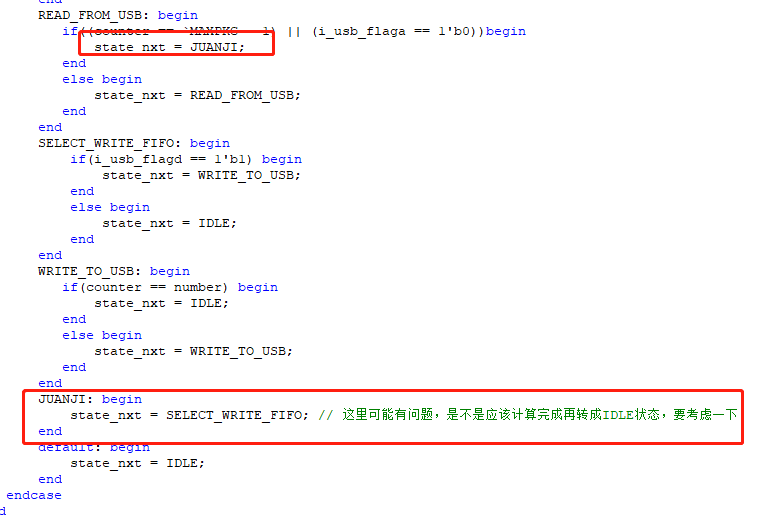 READ_FROM_USB: begin
if((counter == `MAXPKG - 1) || (i_usb_flaga == 1'b0))begin
state_nxt = JUANJI;
end
else begin
state_nxt = READ_FROM_USB;
end
end
SELECT_WRITE_FIFO: begin
if(i_usb_flagd == 1'b1) begin
state_nxt = WRITE_TO_USB;
end
else begin
state_nxt = IDLE;
end
end
WRITE_TO_USB: begin
if(counter == number) begin
state_nxt = IDLE;
end
else begin
state_nxt = WRITE_TO_USB;
end
end
JUANJI: begin
state_nxt = SELECT_WRITE_FIFO; // 这里可能有问题，是不是应该计算完成再转成IDLE状态，要考虑一下
end
default: begin
state_nxt = IDLE;
end
endcase